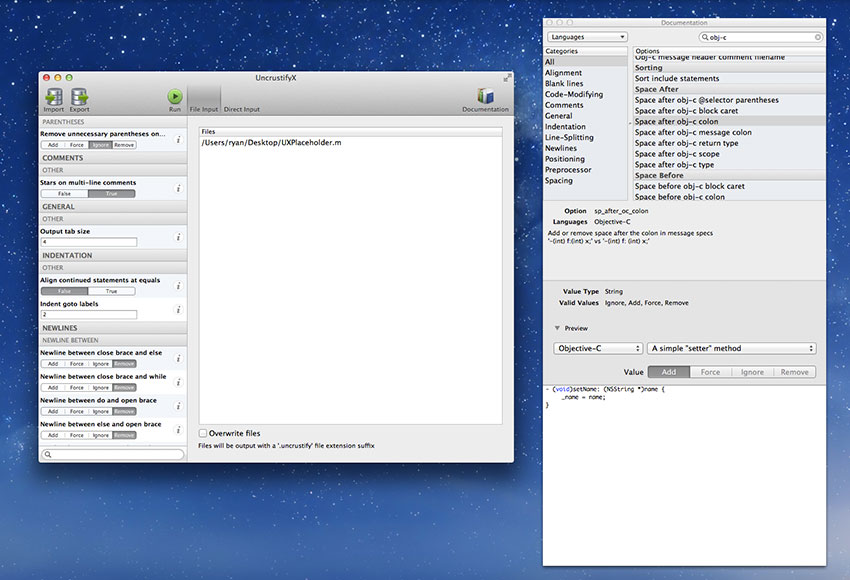 UncrustifyX
Import Export Run File Input Direct Input Documentation
PARENTHESES
Remove unnecessary parentheses on...
Add Force Ignore Remove
COMMENTS
OTHER
Stars on multi-line comments
False True
GENERAL
OTHER
Output tab size
4
INDENTATION
OTHER
Align continued statements at equals
False True
Indent goto labels
2
NEWLINES
NEWLINE BETWEEN
Newline between close brace and else
Add Force Ignore Remove
Newline between close brace and while
Add Force Ignore Remove
Newline between do and open brace
Add Force Ignore Remove
Newline between else and open brace
Add Force Ignore Remove
Files
/Users/ryan/Desktop/UXPlaceholder.m
Overwrite files
Files will be output with a '.uncrustify' file extension suffix
Documentation
Languages obj-c
Categories
All
Alignment
Blank lines
Code-Modifying
Comments
General
Indentation
Line-Splitting
Newlines
Positioning
Preprocessor
Spacing
Options
Obj-c message header comment filename
Sorting
Sort include statements
Space After
Space after obj-c @selector parentheses
Space after obj-c block caret
Space after obj-c colon
Space after obj-c message colon
Space after obj-c return type
Space after obj-c scope
Space after obj-c type
Space Before
Space before obj-c block caret
Space before obj-c colon
Option sp_after_oc_colon
Languages Objective-C
Add or remove space after the colon in message specs
'-(int) f:(int) x;' vs '-(int) f: (int) x;'
Value Type String
Valid Values Ignore, Add, Force, Remove
Preview
Objective-C A simple "setter" method
Value Add Force Ignore Remove
- (void)setName: (NSString *)name {
_name = name;
}